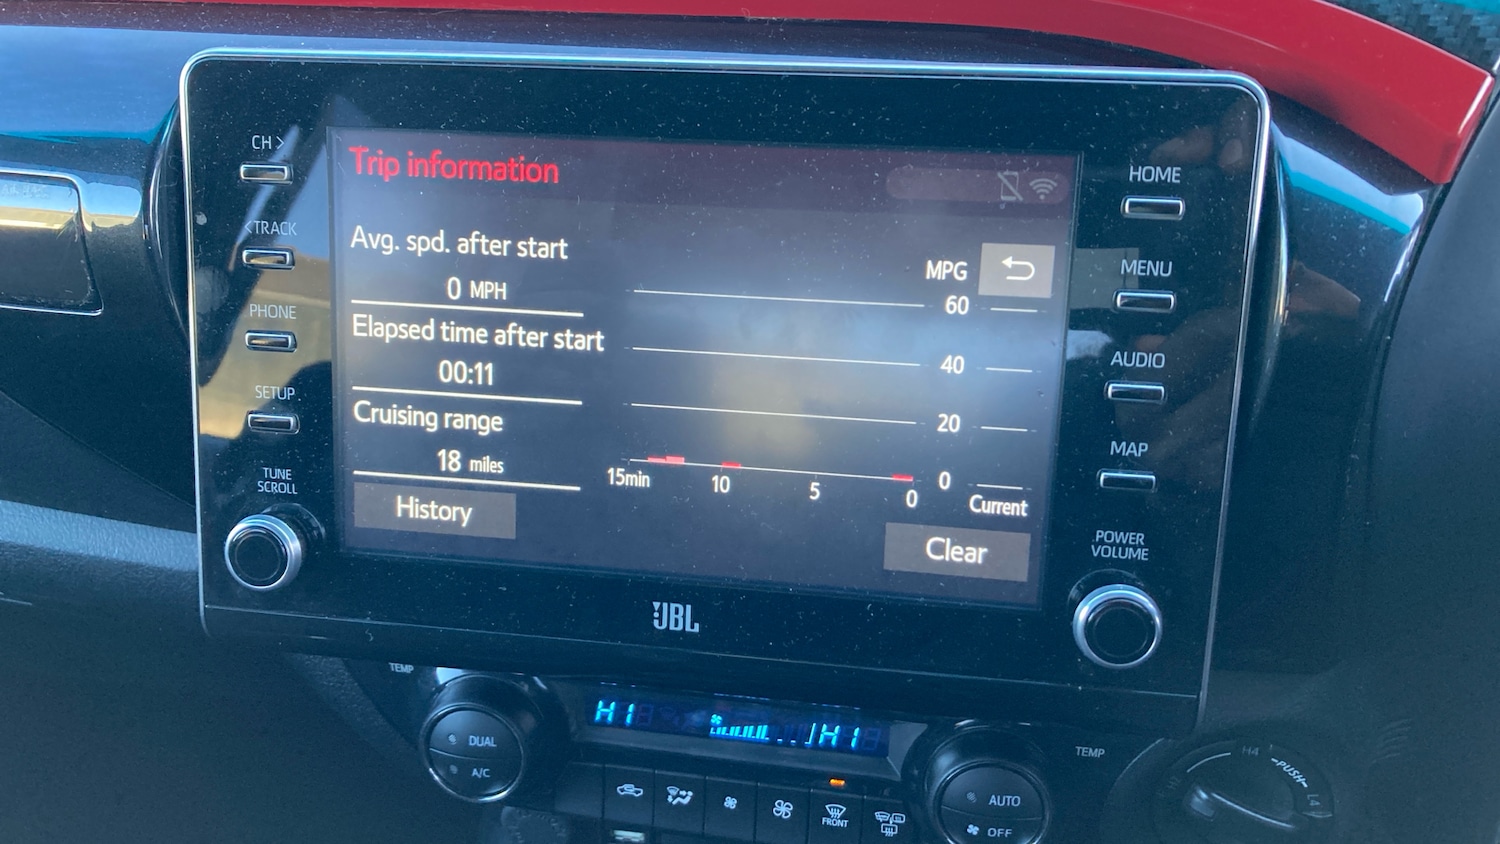 CH>
<TRACK
PHONE
SETUP
TUNE
SCROLL
Trip information
Avg. spd. after start
0 MPH
Elapsed time after start
00:11
Cruising range
18 miles
History
MPG
60
40
20
0
15min 10 5 0
Current
Clear
HOME
MENU
AUDIO
MAP
POWER
VOLUME
JBL
TEMP
HI
HI
TEMP
DUAL
A/C
FRONT
AUTO
OFF
H4
PUSH
L4